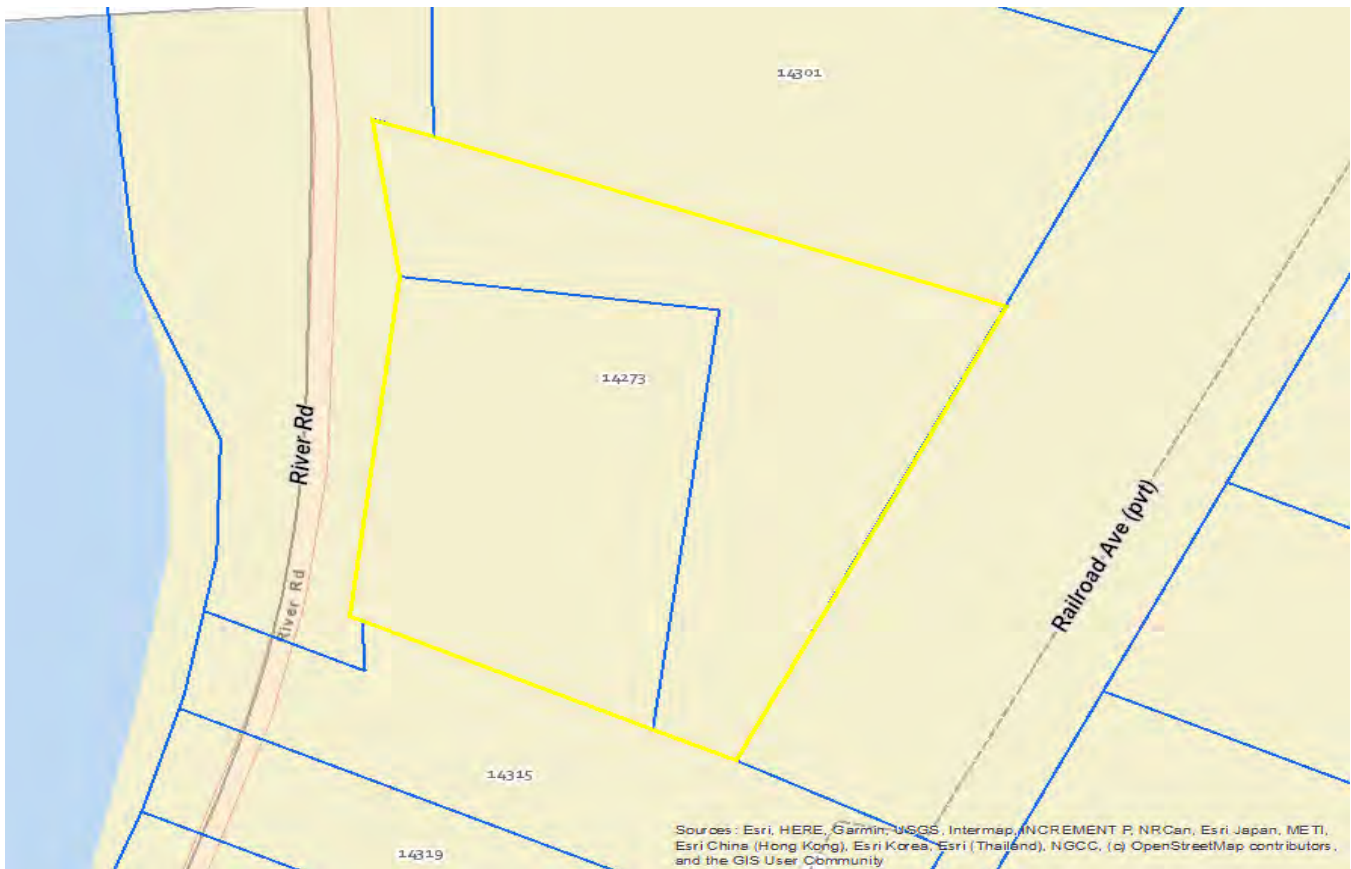 14301
14273
River Rd
Railroad Ave (pvt)
River Rd
14315
14319
Sources: Esri, HERE, Garmin, USGS, Intermap, INCREMENT P, NRCan, Esri Japan, METI,
Esri China (Hong Kong), Esri Korea, Esri (Thailand), NGCC, (c) OpenStreetMap contributors,
and the GIS User Community